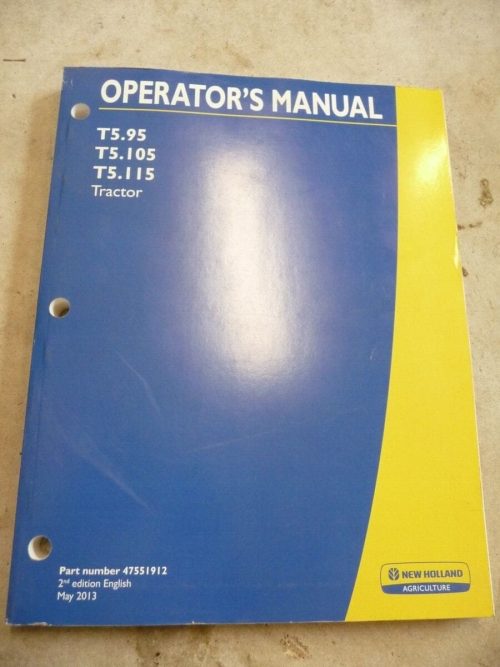 OPERATOR'S MANUAL
T5.95
T5.105
T5.115
Tractor
Part number 47551912
2nd edition English
May 2013
NEW HOLLAND
AGRICULTURE